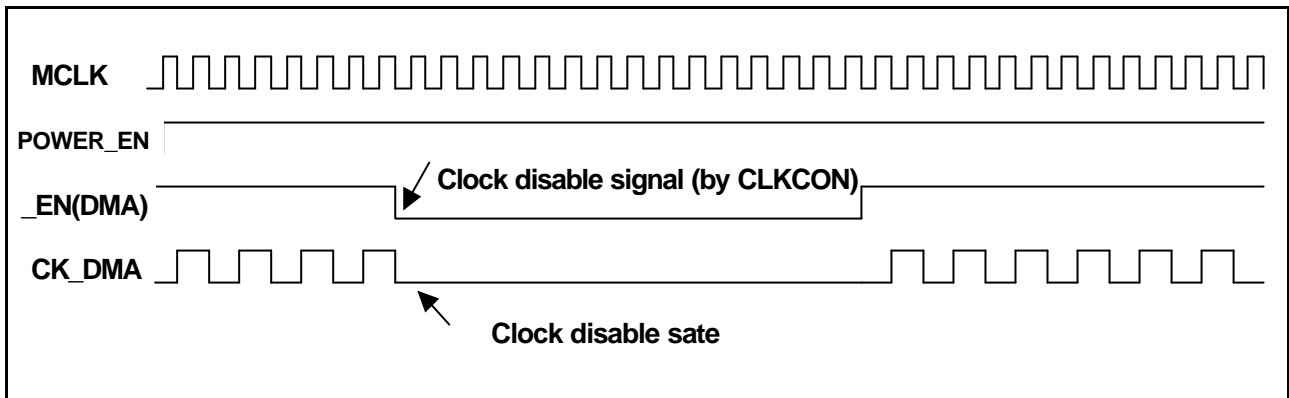 MCLK
POWER_EN
Clock disable signal (by CLKCON)
_EN(DMA)
CK_DMA
Clock disable sate